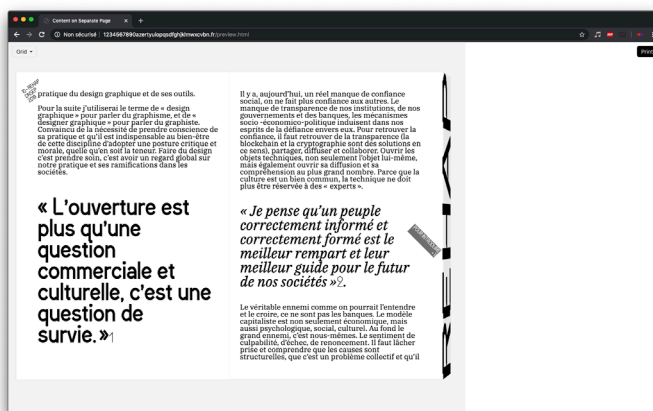 Content on Separate Page
Non sécurisé | 1234567890azertyuiopqsdfghjklmwxcvbn.fr/preview.html
Grid
Print
pratique du design graphique et de ses outils.
Pour la suite j'utiliserai le terme de « design
graphique » pour parler du graphisme, et de «
designer graphique » pour parler du graphiste.
Convaincu de la nécessité de prendre conscience de
sa pratique et qu'il est indispensable au bien-être
de cette discipline d'adopter une posture critique et
morale, quelle qu'en soit la teneur. Faire du design
c'est prendre soin, c'est avoir un regard global sur
notre pratique et ses ramifications dans les
sociétés.
« L'ouverture est
plus qu'une
question
commerciale et
culturelle, c'est une
question de
survie. »1
Il y a, aujourd'hui, un réel manque de confiance
social, on ne fait plus confiance aux autres. Le
manque de transparence de nos institutions, de nos
gouvernements et des banques, les mécanismes
socio -économico-politique induisent dans nos
esprits de la défiance envers eux. Pour retrouver la
confiance, il faut retrouver de la transparence (la
blockchain et la cryptographie sont des solutions en
ce sens), partager, diffuser et collaborer. Ouvrir les
objets techniques, non seulement l'objet lui-même,
mais également ouvrir sa diffusion et sa
compréhension au plus grand nombre. Parce que la
culture est un bien commun, la technique ne doit
plus être réservée à des « experts ».
« Je pense qu'un peuple
correctement informé et
correctement formé est le
meilleur rempart et leur
meilleur guide pour le futur
de nos sociétés »2.
Le véritable ennemi comme on pourrait l'entendre
et le croire, ce ne sont pas les banques. Le modèle
capitaliste est non seulement économique, mais
aussi psychologique, social, culturel. Au fond le
grand ennemi, c'est nous-mêmes. Le sentiment de
culpabilité, d'échec, de renoncement. Il faut lâcher
prise et comprendre que les causes sont
structurelles, que c'est un problème collectif et qu'il